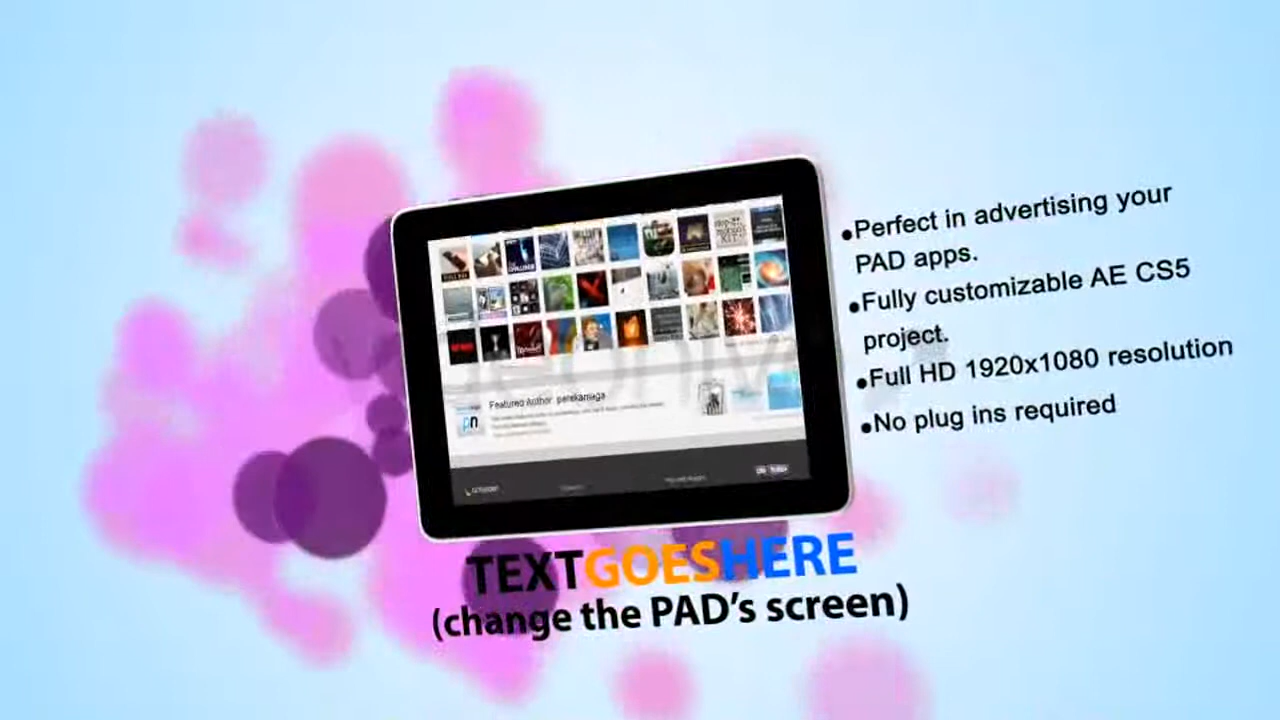 •Perfect in advertising your
PAD apps.
•Fully customizable AE CS5
project.
•Full HD 1920x1080 resolution
•No plug ins required
Featured Author
pn
TEXTGOESHERE
(change the PAD's screen)